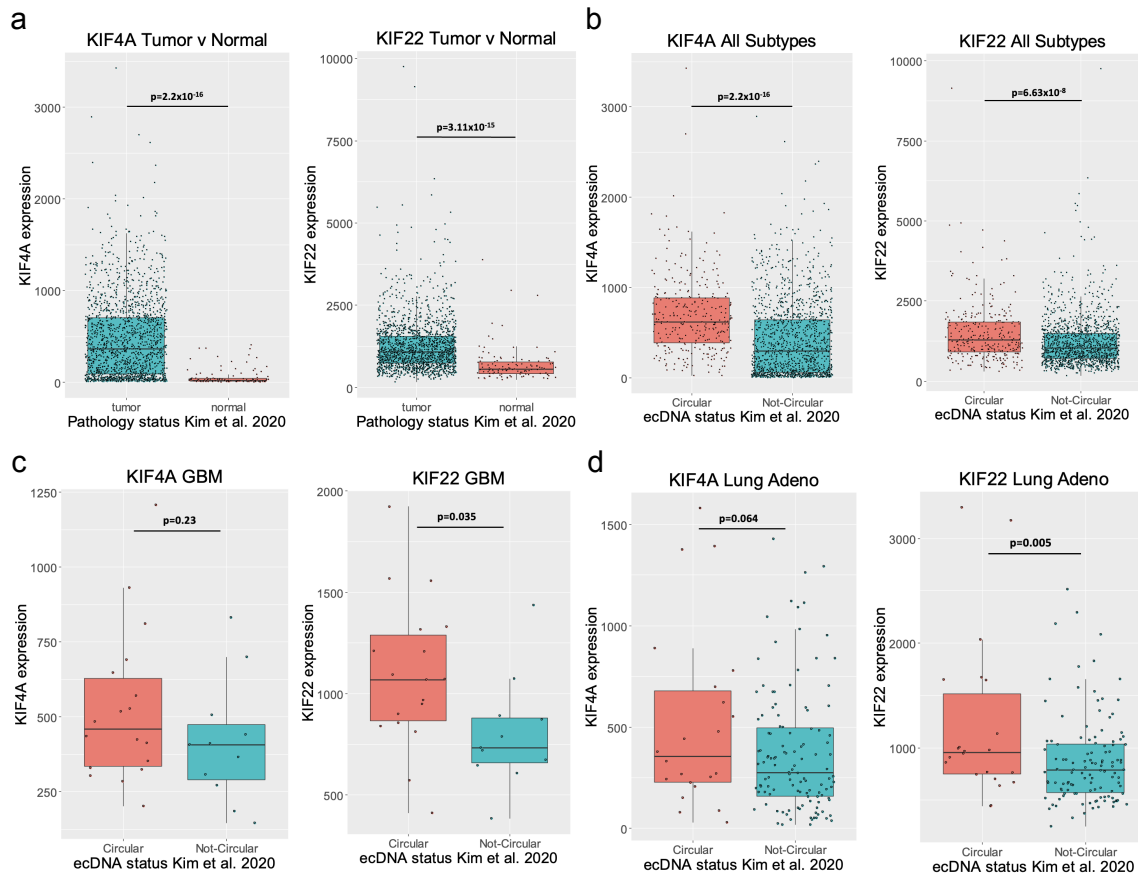 a
KIF4A Tumor v Normal
KIF4A expression
3000
2000
1000
0
p=2.2x10-16
tumor
normal
Pathology status Kim et al. 2020
KIF22 Tumor v Normal
KIF22 expression
10000
7500
5000
2500
0
p=3.11x10-15
tumor
normal
Pathology status Kim et al. 2020
b
KIF4A All Subtypes
KIF4A expression
3000
2000
1000
0
p=2.2x10-16
Circular
Not-Circular
ecDNA status Kim et al. 2020
KIF22 All Subtypes
KIF22 expression
10000
7500
5000
2500
0
p=6.63x10-8
Circular
Not-Circular
ecDNA status Kim et al. 2020
c
KIF4A GBM
KIF4A expression
1250
1000
750
500
250
p=0.23
Circular
Not-Circular
ecDNA status Kim et al. 2020
KIF22 GBM
KIF22 expression
2000
1500
1000
500
p=0.035
Circular
Not-Circular
ecDNA status Kim et al. 2020
d
KIF4A Lung Adeno
KIF4A expression
1500
1000
500
0
p=0.064
Circular
Not-Circular
ecDNA status Kim et al. 2020
KIF22 Lung Adeno
KIF22 expression
3000
2000
1000
p=0.005
Circular
Not-Circular
ecDNA status Kim et al. 2020